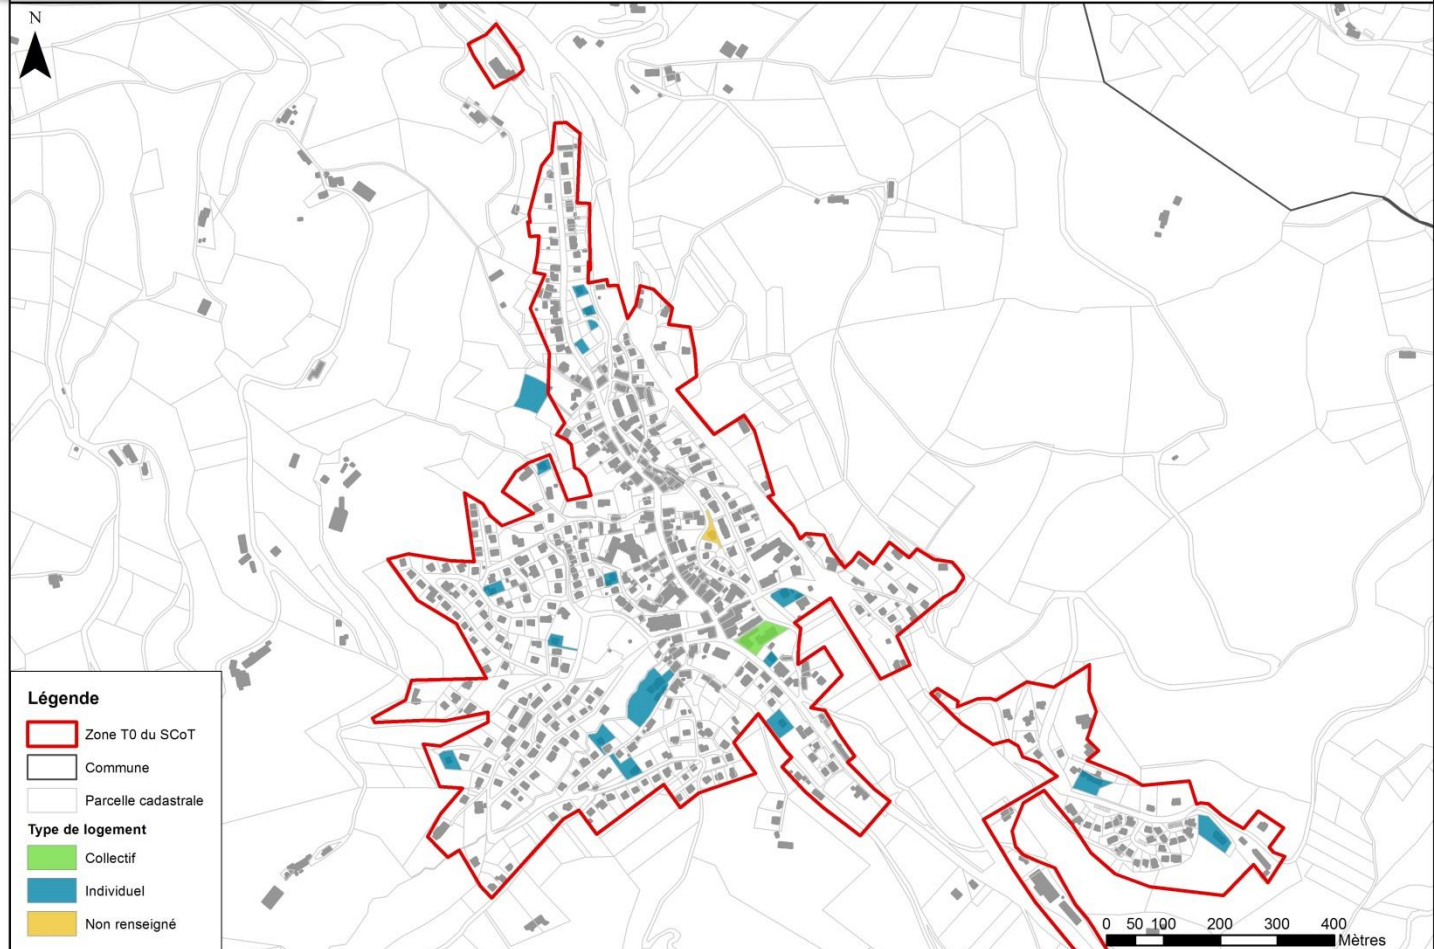 N
Légende
Zone T0 du SCoT
Commune
Parcelle cadastrale
Type de logement
Collectif
Individuel
Non renseigné
0 50 100 200 300 400
Mètres